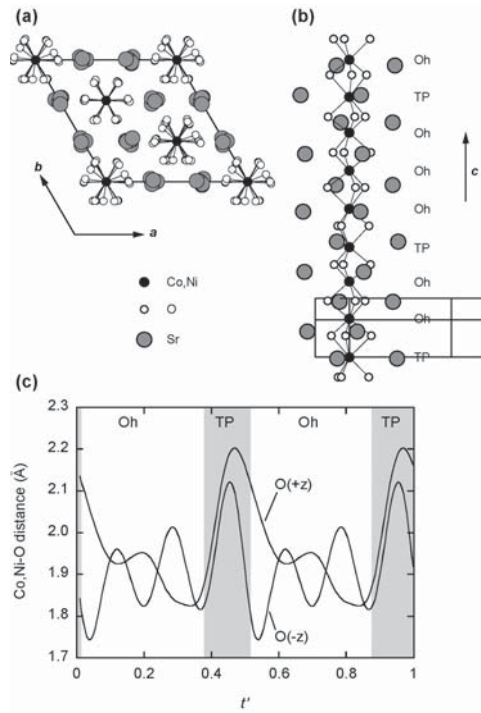 (a)
b
a
Co,Ni
O
Sr
(b)
Oh
TP
Oh
Oh
Oh
TP
Oh
Oh
TP
c
(c)
Co,Ni-O distance (Å)
2.3
2.2
2.1
2.0
1.9
1.8
1.7
Oh
TP
Oh
TP
O(+z)
O(-z)
0
0.2
0.4
0.6
0.8
1
t'